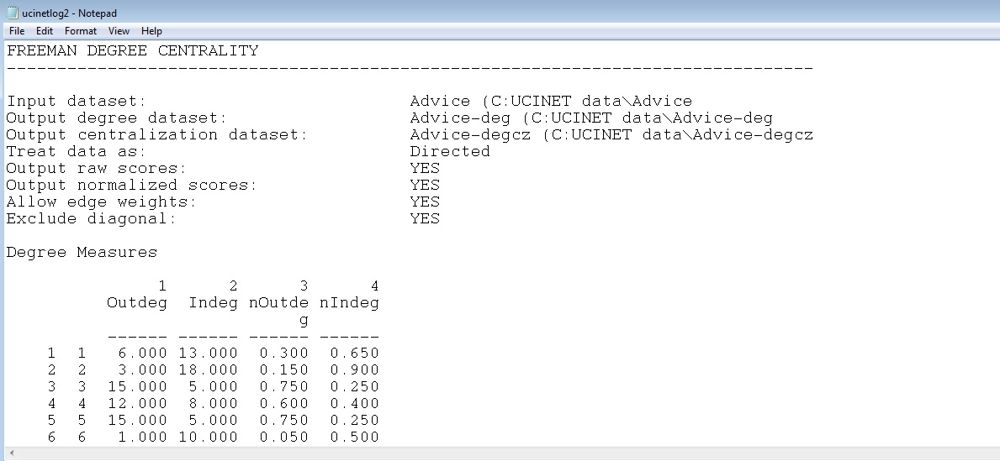 ucinetlog2 - Notepad
File Edit Format View Help
FREEMAN DEGREE CENTRALITY
--------------------------------------------------------------------------------
Input dataset: Advice (C:UCINET data\Advice
Output degree dataset: Advice-deg (C:UCINET data\Advice-deg
Output centralization dataset: Advice-degcz (C:UCINET data\Advice-degcz
Treat data as: Directed
Output raw scores: YES
Output normalized scores: YES
Allow edge weights: YES
Exclude diagonal: YES
Degree Measures
1 2 3 4
Outdeg Indeg nOutde nIndeg
g
------ ------ ------ ------
1 1 6.000 13.000 0.300 0.650
2 2 3.000 18.000 0.150 0.900
3 3 15.000 5.000 0.750 0.250
4 4 12.000 8.000 0.600 0.400
5 5 15.000 5.000 0.750 0.250
6 6 1.000 10.000 0.050 0.500